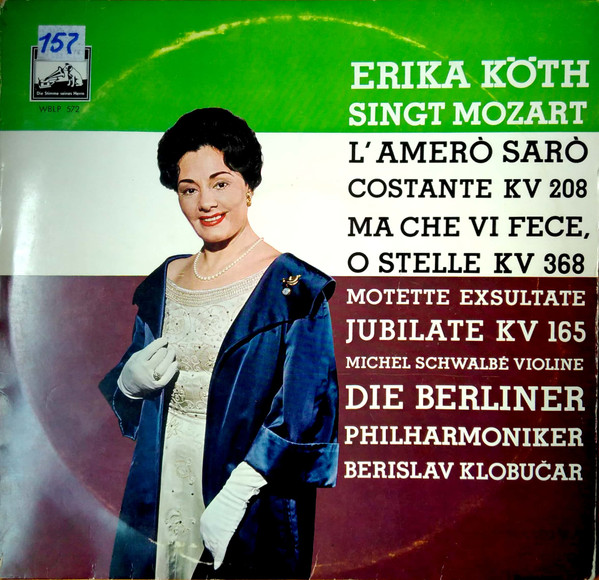 157
Die Stimme seines Herrn
WBLP 572
ERIKA KÖTH
SINGT MOZART
L'AMERÒ SARÒ
COSTANTE KV 208
MA CHE VI FECE,
O STELLE KV 368
MOTETTE EXSULTATE
JUBILATE KV 165
MICHEL SCHWALBÉ VIOLINE
DIE BERLINER
PHILHARMONIKER
BERISLAV KLOBUČAR